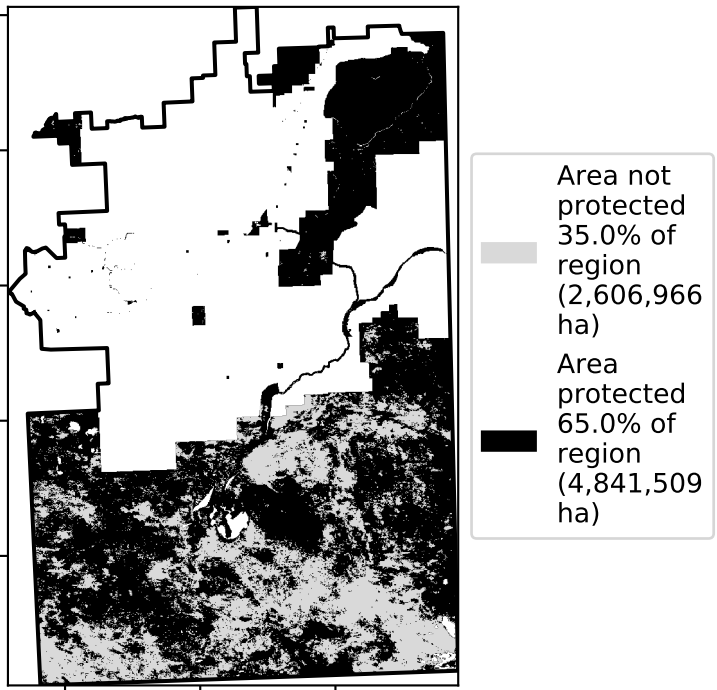 Area not
protected
35.0% of
region
(2,606,966
ha)
Area
protected
65.0% of
region
(4,841,509
ha)